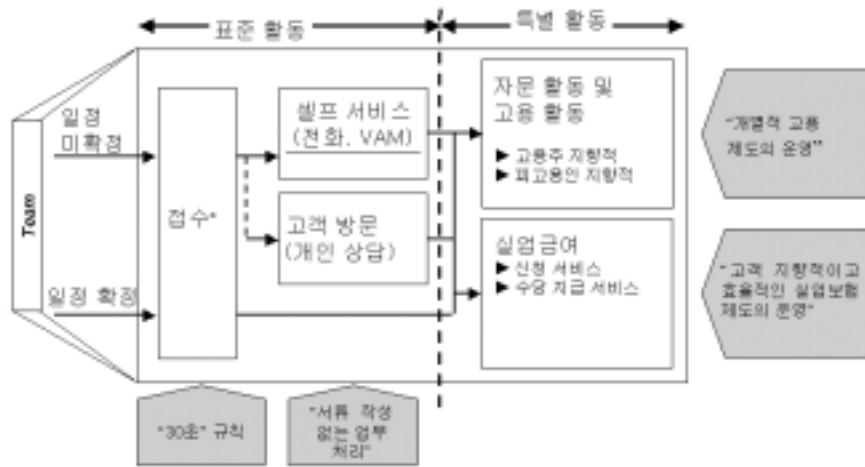 표준 활동
특별 활동
Team
일정
미확정
일정 확정
접수*
셀프 서비스
(전화, VAM)
고객 방문
(개인 상담)
자문 활동 및
고용 활동
▶ 고용주 지향적
▶ 피고용인 지향적
실업급여
▶ 신청 서비스
▶ 수당 지급 서비스
"개별적 고용
제도의 운영"
"고객 지향적이고
효율적인 실업보험
제도의 운영"
"30초" 규칙
"서류 작성
없는 업무
처리"